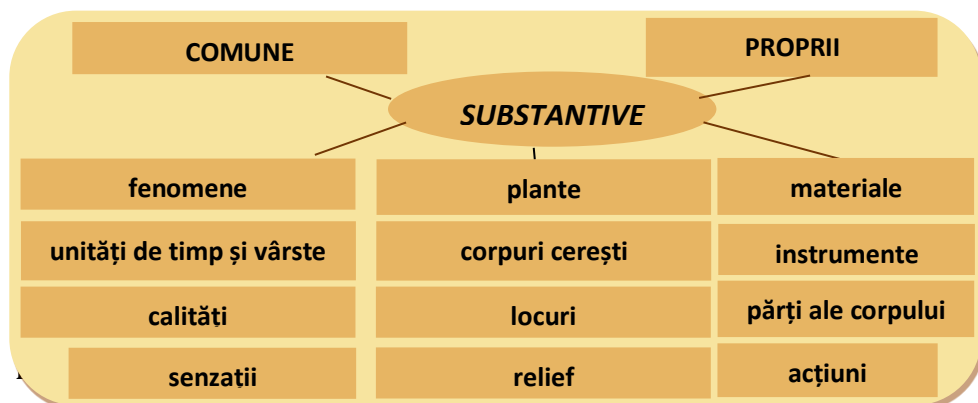 COMUNE
PROPRII
SUBSTANTIVE
fenomene
plante
materiale
unități de timp și vârste
corpuri cerești
instrumente
calități
locuri
părți ale corpului
senzații
relief
acțiuni